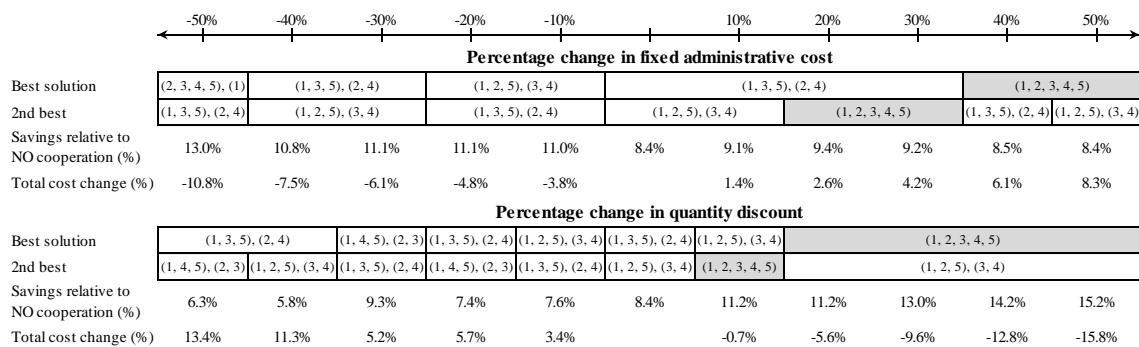 -50% -40% -30% -20% -10% 10% 20% 30% 40% 50%
Percentage change in fixed administrative cost
Best solution (2, 3, 4, 5), (1) (1, 3, 5), (2, 4) (1, 2, 5), (3, 4) (1, 3, 5), (2, 4) (1, 2, 3, 4, 5)
2nd best (1, 3, 5), (2, 4) (1, 2, 5), (3, 4) (1, 3, 5), (2, 4) (1, 2, 5), (3, 4) (1, 2, 3, 4, 5) (1, 3, 5), (2, 4) (1, 2, 5), (3, 4)
Savings relative to
NO cooperation (%) 13.0% 10.8% 11.1% 11.1% 11.0% 8.4% 9.1% 9.4% 9.2% 8.5% 8.4%
Total cost change (%) -10.8% -7.5% -6.1% -4.8% -3.8% 1.4% 2.6% 4.2% 6.1% 8.3%
Percentage change in quantity discount
Best solution (1, 3, 5), (2, 4) (1, 4, 5), (2, 3) (1, 3, 5), (2, 4) (1, 2, 5), (3, 4) (1, 3, 5), (2, 4) (1, 2, 5), (3, 4) (1, 2, 3, 4, 5)
2nd best (1, 4, 5), (2, 3) (1, 2, 5), (3, 4) (1, 3, 5), (2, 4) (1, 4, 5), (2, 3) (1, 3, 5), (2, 4) (1, 2, 5), (3, 4) (1, 2, 3, 4, 5) (1, 2, 5), (3, 4)
Savings relative to
NO cooperation (%) 6.3% 5.8% 9.3% 7.4% 7.6% 8.4% 11.2% 11.2% 13.0% 14.2% 15.2%
Total cost change (%) 13.4% 11.3% 5.2% 5.7% 3.4% -0.7% -5.6% -9.6% -12.8% -15.8%